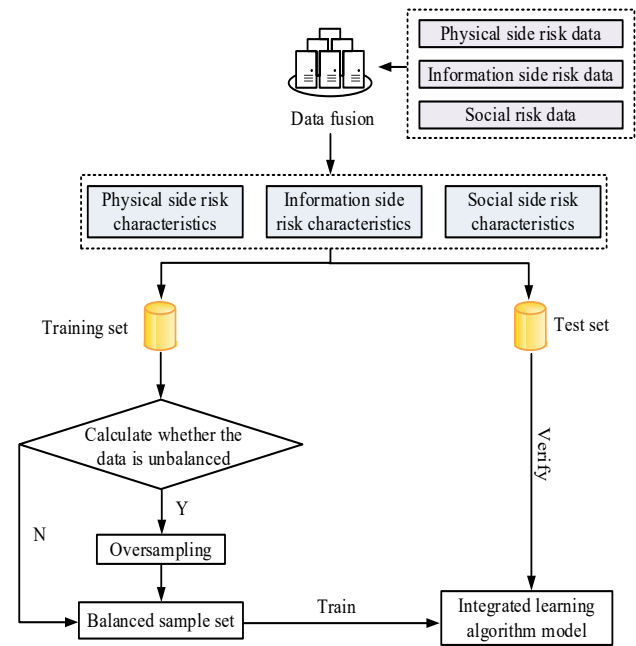 Physical side risk data
Information side risk data
Social risk data
Data fusion
Physical side risk
characteristics
Information side
risk characteristics
Social side risk
characteristics
Training set
Test set
Calculate whether the
data is unbalanced
Verify
Y
N
Oversampling
Balanced sample set
Train
Integrated learning
algorithm model